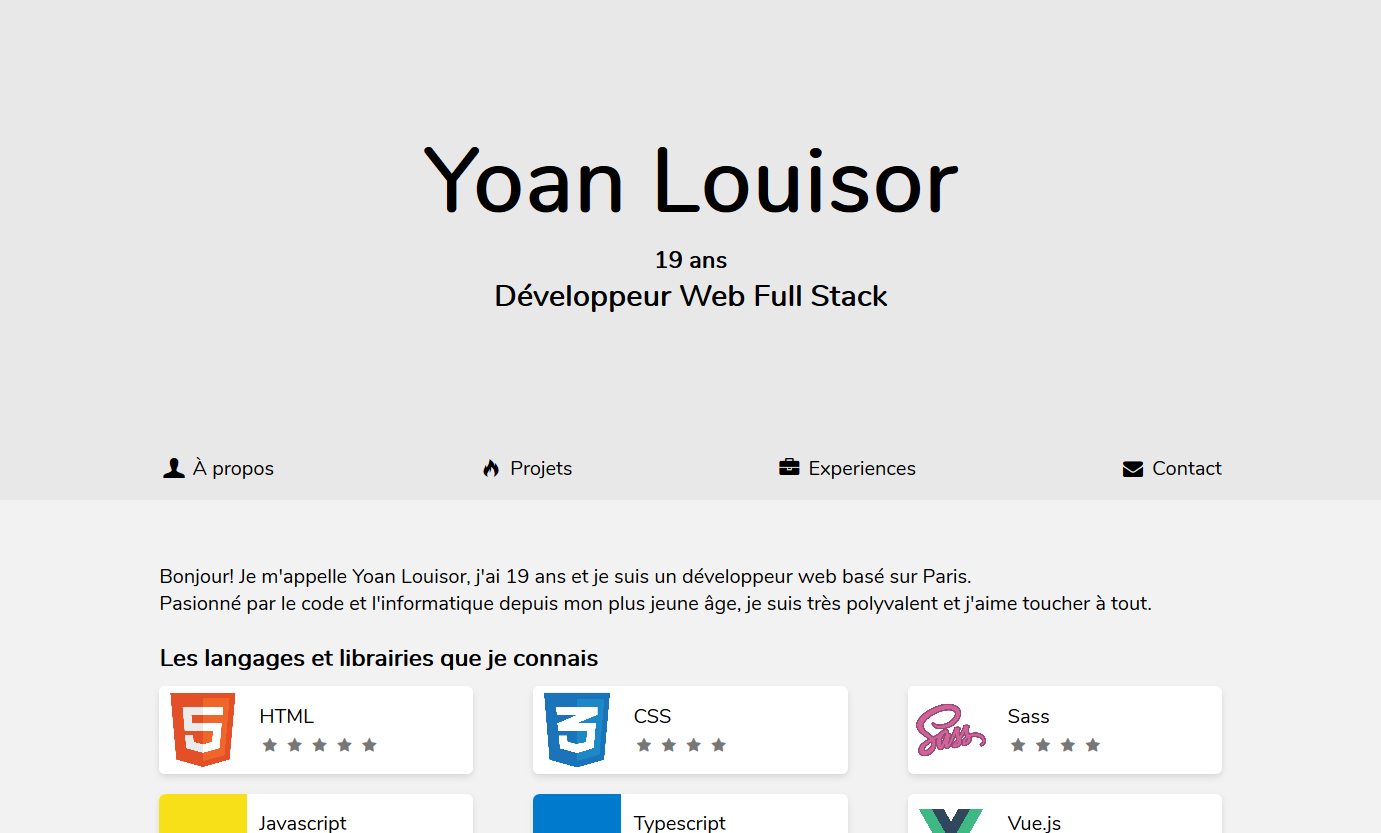 Yoan Louisor
19 ans
Développeur Web Full Stack
À propos
Projets
Experiences
Contact
Bonjour! Je m'appelle Yoan Louisor, j'ai 19 ans et je suis un développeur web basé sur Paris.
Pasionné par le code et l'informatique depuis mon plus jeune âge, je suis très polyvalent et j'aime toucher à tout.
Les langages et librairies que je connais
HTML
CSS
Sass
Sass
Javascript
Typescript
Vue.js